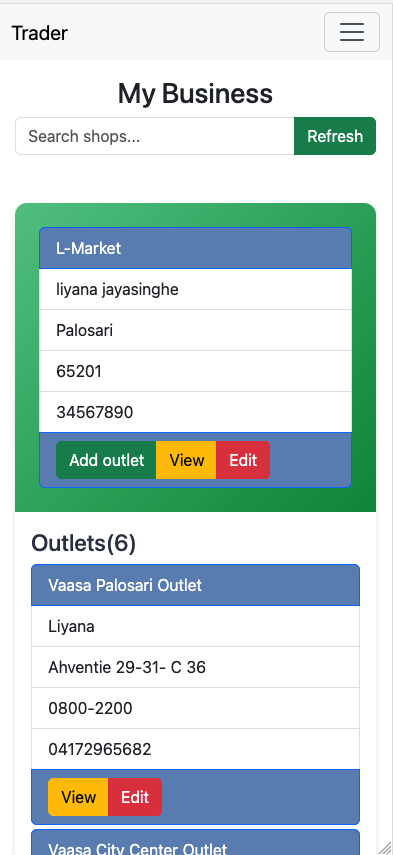 Trader
My Business
Search shops...
Refresh
L-Market
liyana jayasinghe
Palosari
65201
34567890
Add outlet View Edit
Outlets(6)
Vaasa Palosari Outlet
Liyana
Ahventie 29-31- C 36
0800-2200
04172965682
View Edit
Vaasa City Center Outlet